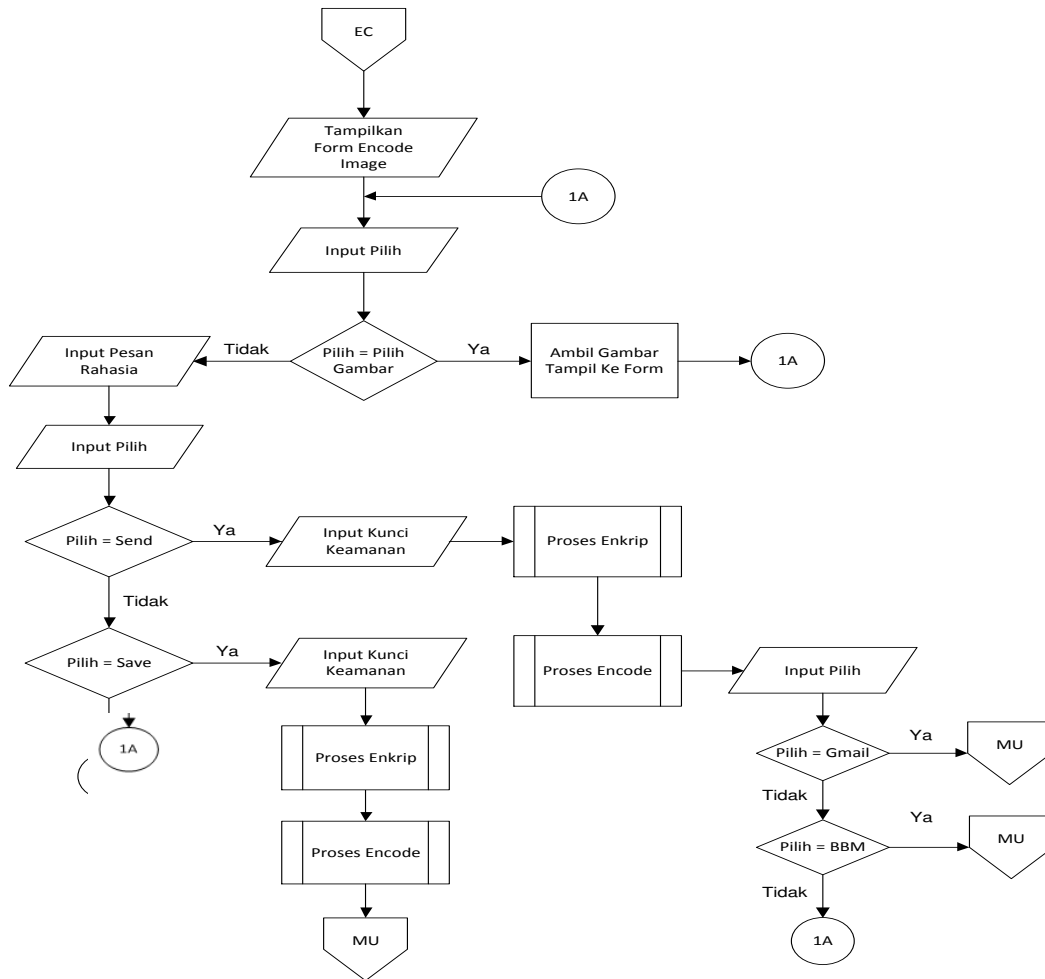 EC
Tampilkan
Form Encode
Image
1A
Input Pilih
Input Pesan
Rahasia
Tidak
Pilih = Pilih
Gambar
Ya
Ambil Gambar
Tampil Ke Form
1A
Input Pilih
Pilih = Send
Ya
Input Kunci
Keamanan
Proses Enkrip
Tidak
Pilih = Save
Ya
Input Kunci
Keamanan
Proses Encode
Input Pilih
1A
Proses Enkrip
Pilih = Gmail
Ya
MU
Tidak
Proses Encode
Pilih = BBM
Ya
MU
Tidak
MU
1A